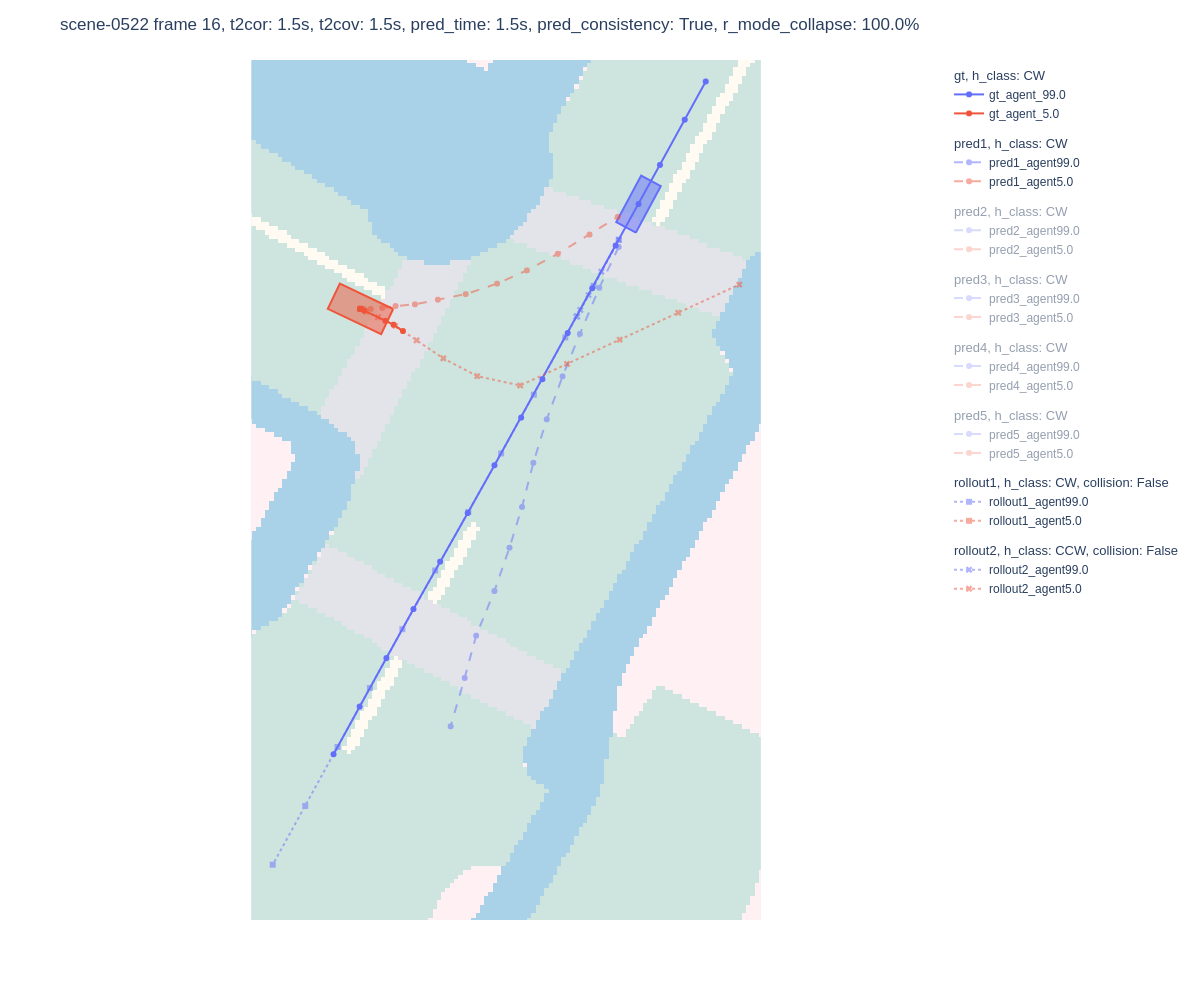 scene-0522 frame 16, t2cor: 1.5s, t2cov: 1.5s, pred_time: 1.5s, pred_consistency: True, r_mode_collapse: 100.0%
gt, h_class: CW
gt_agent_99.0
gt_agent_5.0
pred1, h_class: CW
pred1_agent99.0
pred1_agent5.0
pred2, h_class: CW
pred2_agent99.0
pred2_agent5.0
pred3, h_class: CW
pred3_agent99.0
pred3_agent5.0
pred4, h_class: CW
pred4_agent99.0
pred4_agent5.0
pred5, h_class: CW
pred5_agent99.0
pred5_agent5.0
rollout1, h_class: CW, collision: False
rollout1_agent99.0
rollout1_agent5.0
rollout2, h_class: CCW, collision: False
rollout2_agent99.0
rollout2_agent5.0